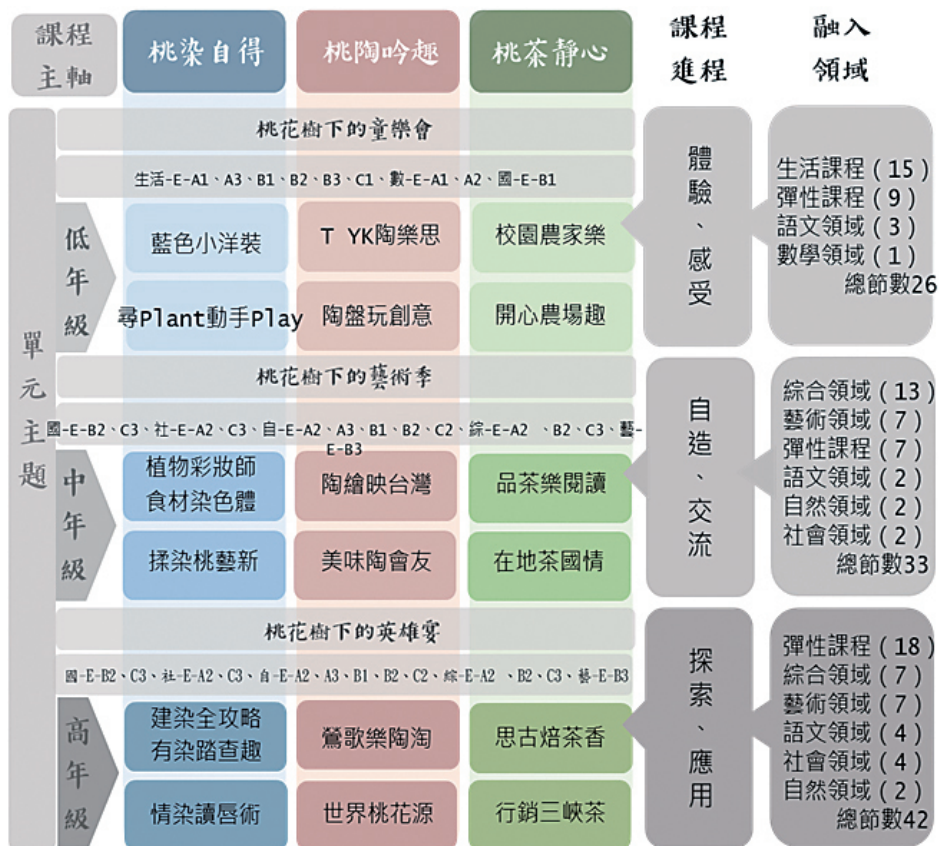 課程
主軸
桃染自得
桃陶吟趣
桃茶靜心
課程
進程
融入
領域
單元主題
桃花樹下的童樂會
生活-E-A1、A3、B1、B2、B3、C1、數-E-A1、A2、國-E-B1
低年級
藍色小洋裝
T YK陶樂思
校園農家樂
尋Plant動手Play
陶盤玩創意
開心農場趣
體驗、感受
生活課程(15)
彈性課程(9)
語文領域(3)
數學領域(1)
總節數26
桃花樹下的藝術季
國-E-B2、C3、社-E-A2、C3、自-E-A2、A3、B1、B2、C2、綜-E-A2 、B2、C3、藝-
E-B3
中年級
植物彩妝師
食材染色體
陶繪映台灣
品茶樂閱讀
揉染桃藝新
美味陶會友
在地茶國情
自造、交流
綜合領域(13)
藝術領域(7)
彈性課程(7)
語文領域(2)
自然領域(2)
社會領域(2)
總節數33
桃花樹下的英雄宴
國-E-B2、C3、社-E-A2、C3、自-E-A2、A3、B1、B2、C2、綜-E-A2 、B2、C3、藝-E-B3
高年級
建染全攻略
有染踏查趣
鶯歌樂陶淘
思古焙茶香
情染讀唇術
世界桃花源
行銷三峽茶
探索、應用
彈性課程(18)
綜合領域(7)
藝術領域(7)
語文領域(4)
社會領域(4)
自然領域(2)
總節數42